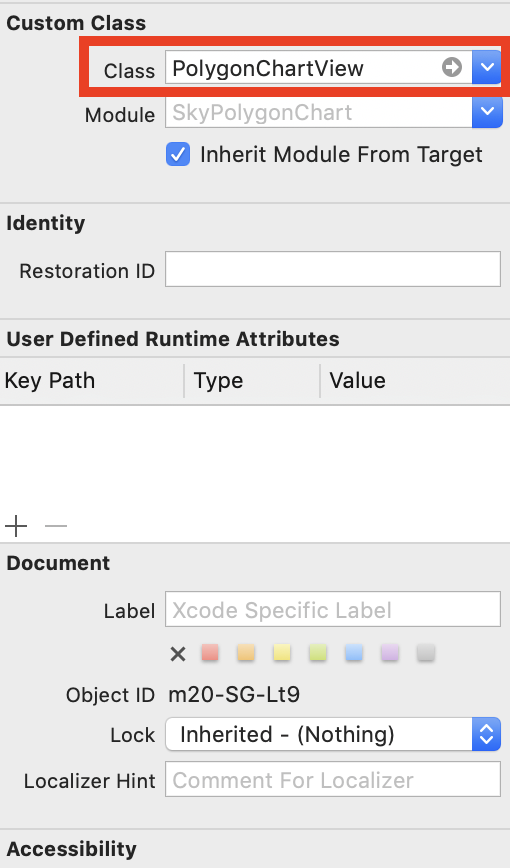 Custom Class
Class PolygonChartView
Module SkyPolygonChart
Inherit Module From Target
Identity
Restoration ID
User Defined Runtime Attributes
Key Path Type Value
Document
Label Xcode Specific Label
Object ID m20-SG-Lt9
Lock Inherited - (Nothing)
Localizer Hint Comment For Localizer
Accessibility